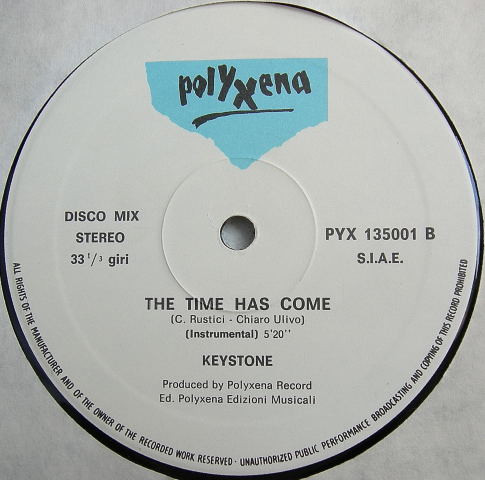 polyxena
DISCO MIX
STEREO
33 1/3 giri
PYX 135001 B
S.I.A.E.
THE TIME HAS COME
(C. Rustici - Chiaro Ulivo)
(Instrumental) 5'20''
KEYSTONE
Produced by Polyxena Record
Ed. Polyxena Edizioni Musicali
ALL RIGHTS OF THE MANUFACTURER AND OF THE OWNER OF THE RECORDED WORK RESERVED · UNAUTHORIZED PUBLIC PERFORMANCE BROADCASTING AND COPYING OF THIS RECORD PROHIBITED